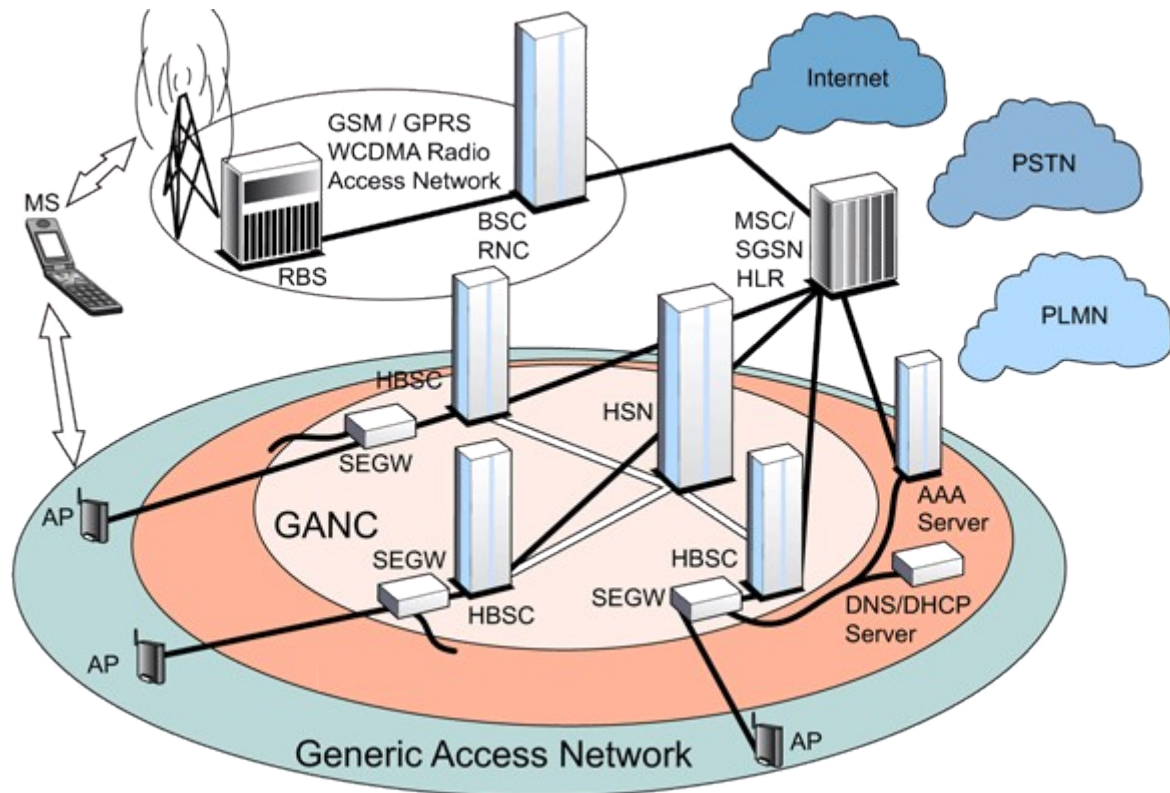 Internet
GSM / GPRS
WCDMA Radio
Access Network
PSTN
MS
BSC
RNC
MSC/
SGSN
HLR
RBS
PLMN
HBSC
HSN
SEGW
AP
GANC
AAA
Server
SEGW
HBSC
HBSC
SEGW
DNS/DHCP
Server
AP
AP
Generic Access Network